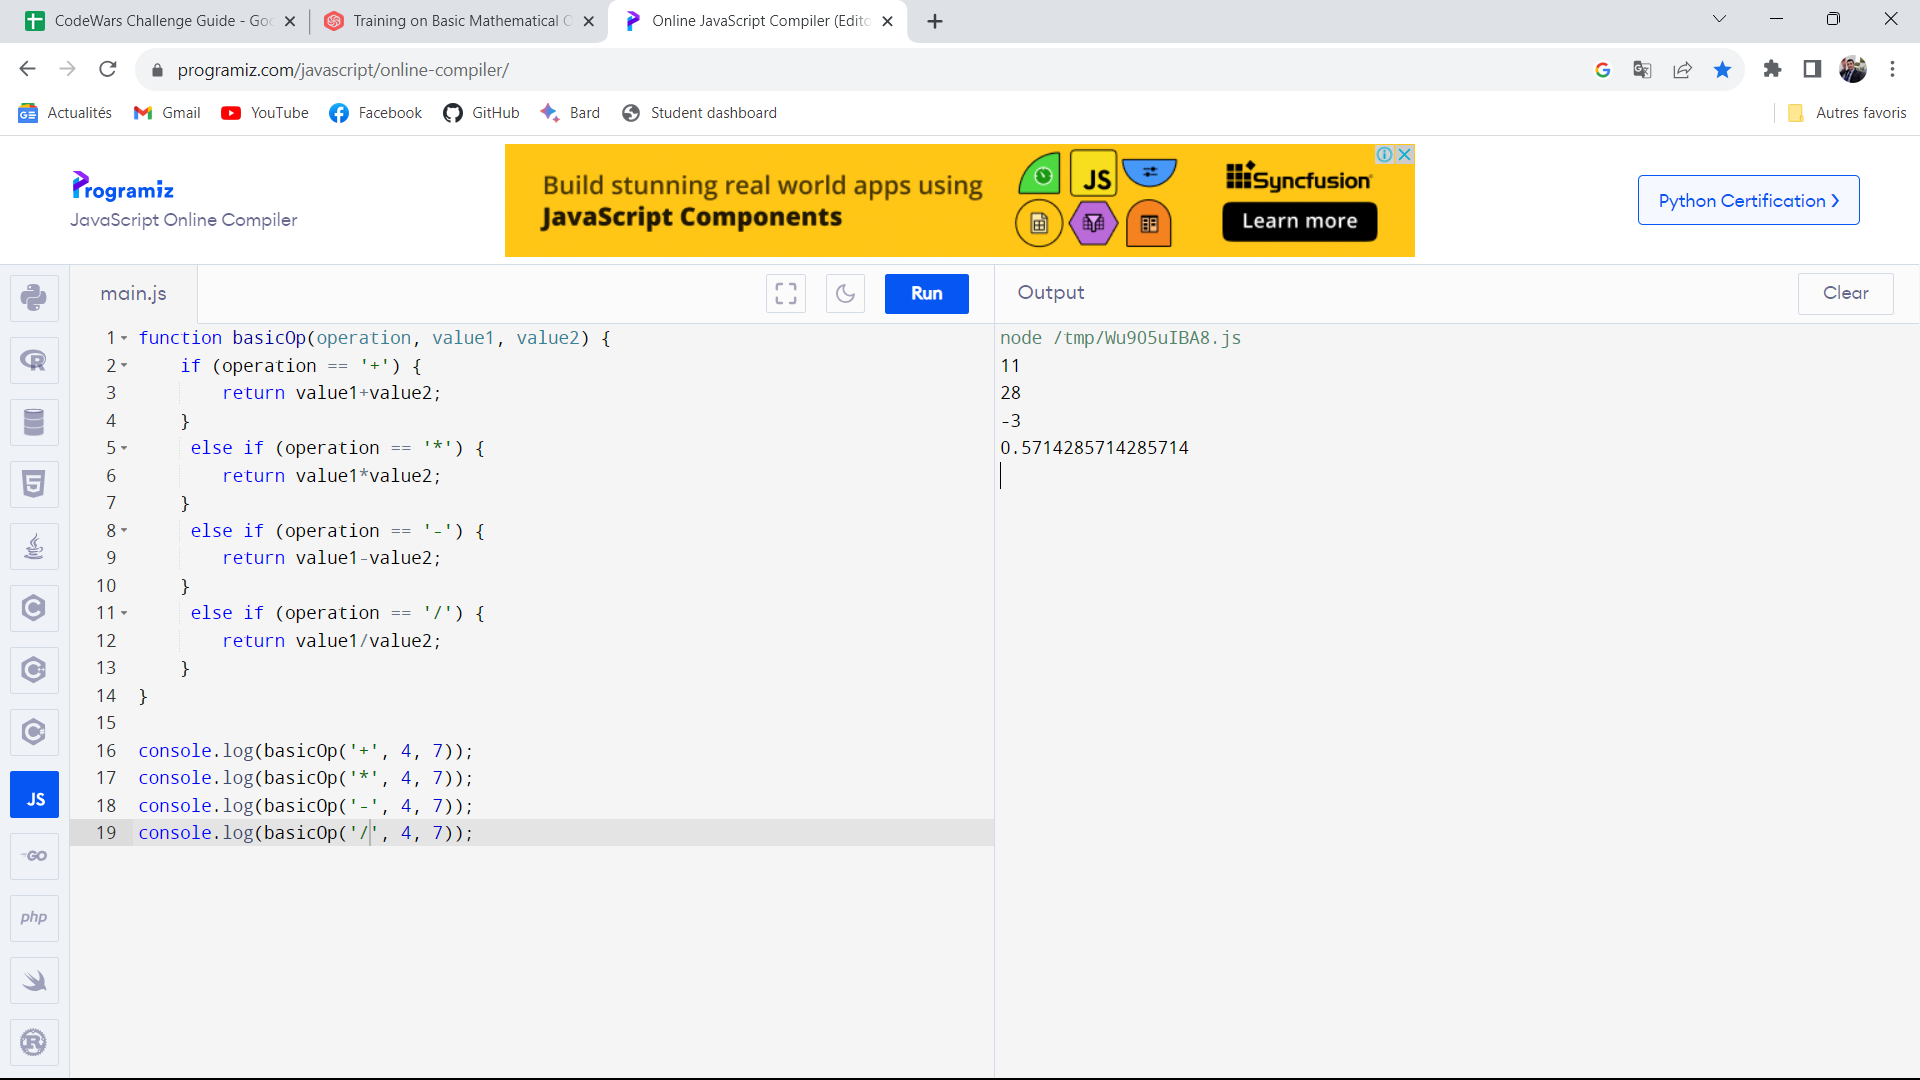 CodeWars Challenge Guide - Goo
Training on Basic Mathematical O
Online JavaScript Compiler (Edito
programiz.com/javascript/online-compiler/
Actualités
Gmail
YouTube
Facebook
GitHub
Bard
Student dashboard
Autres favoris
Programiz
JavaScript Online Compiler
Build stunning real world apps using
JavaScript Components
JS
Syncfusion
Learn more
Python Certification >
main.js
Run
Output
Clear
1 function basicOp(operation, value1, value2) {
2     if (operation == '+') {
3         return value1+value2;
4     }
5      else if (operation == '*') {
6         return value1*value2;
7     }
8      else if (operation == '-') {
9         return value1-value2;
10     }
11      else if (operation == '/') {
12         return value1/value2;
13     }
14 }
15
16 console.log(basicOp('+', 4, 7));
17 console.log(basicOp('*', 4, 7));
18 console.log(basicOp('-', 4, 7));
19 console.log(basicOp('/', 4, 7));
node /tmp/Wu9O5uIBA8.js
11
28
-3
0.5714285714285714
JS
GO
php